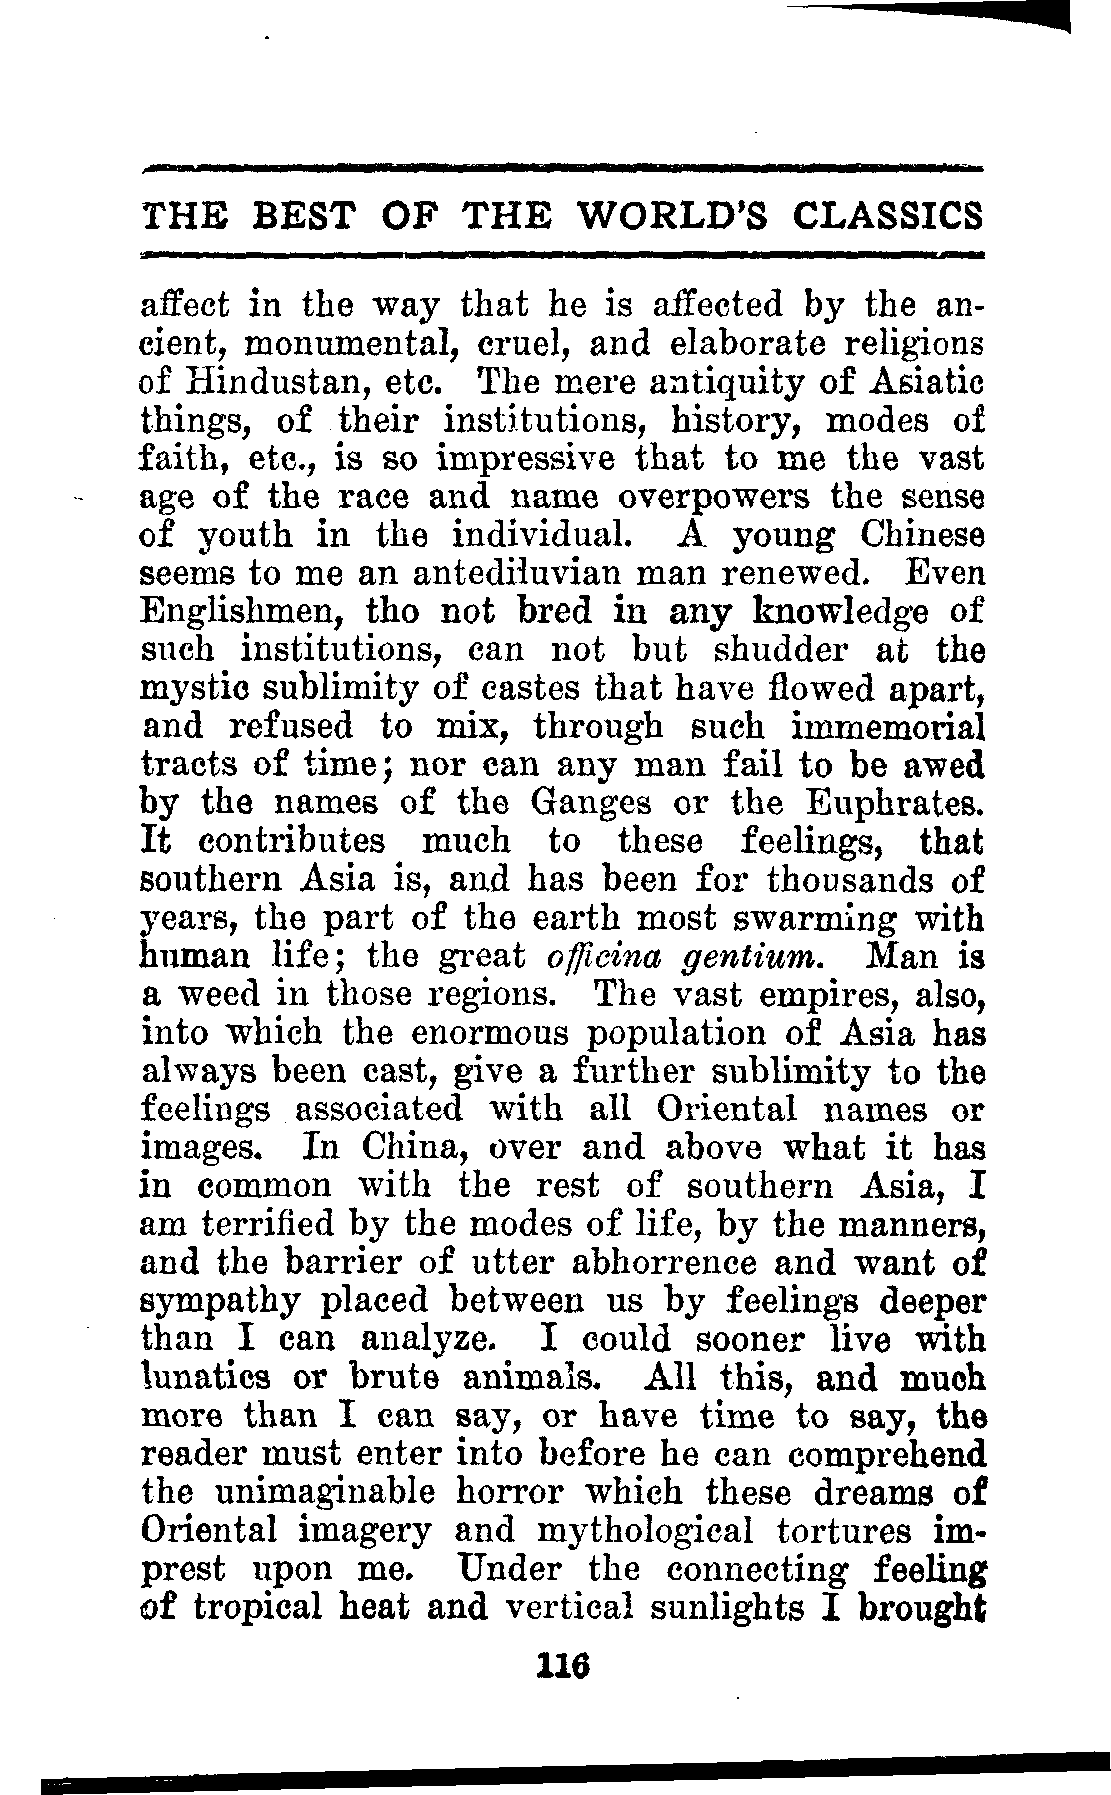 THE BEST OF THE WORLD'S CLASSICS
affect in the way that he is affected by the an-
cient, monumental, cruel, and elaborate religions
of Hindustan, etc. The mere antiquity of Asiatic
things, of their institutions, history, modes of
faith, etc., is so impressive that to me the vast
age of the race and name overpowers the sense
of youth in the individual. A young Chinese
seems to me an antediluvian man renewed. Even
Englishmen, tho not bred in any knowledge of
such institutions, can not but shudder at the
mystic sublimity of castes that have flowed apart,
and refused to mix, through such immemorial
tracts of time; nor can any man fail to be awed
by the names of the Ganges or the Euphrates.
It contributes much to these feelings, that
southern Asia is, and has been for thousands of
years, the part of the earth most swarming with
human life; the great officina gentium. Man is
a weed in those regions. The vast empires, also,
into which the enormous population of Asia has
always been cast, give a further sublimity to the
feelings associated with all Oriental names or
images. In China, over and above what it has
in common with the rest of southern Asia, I
am terrified by the modes of life, by the manners,
and the barrier of utter abhorrence and want of
sympathy placed between us by feelings deeper
than I can analyze. I could sooner live with
lunatics or brute animals. All this, and much
more than I can say, or have time to say, the
reader must enter into before he can comprehend
the unimaginable horror which these dreams of
Oriental imagery and mythological tortures im-
prest upon me. Under the connecting feeling
of tropical heat and vertical sunlights I brought
116